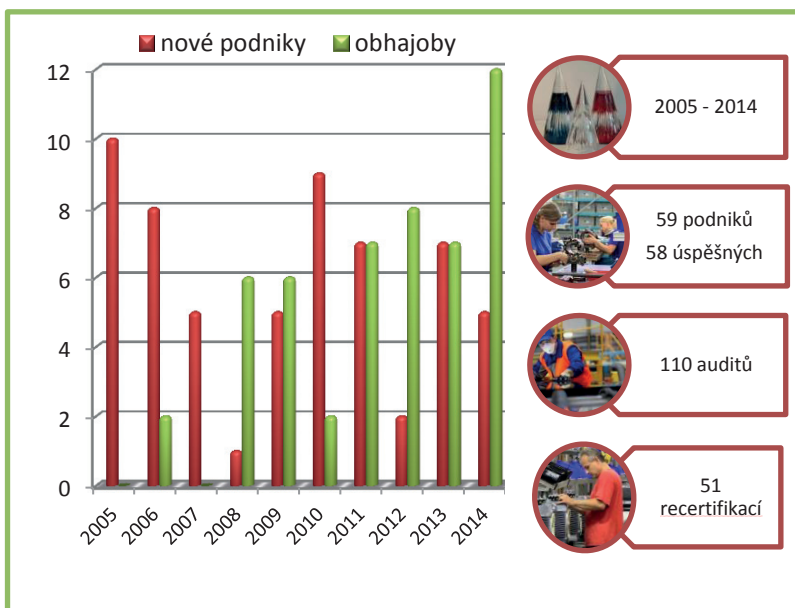 nové podniky obhajoby
12
10
8
6
4
2
0
2005 2006 2007 2008 2009 2010 2011 2012 2013 2014
2005 - 2014
59 podniků
58 úspěšných
110 auditů
51
recertifikací